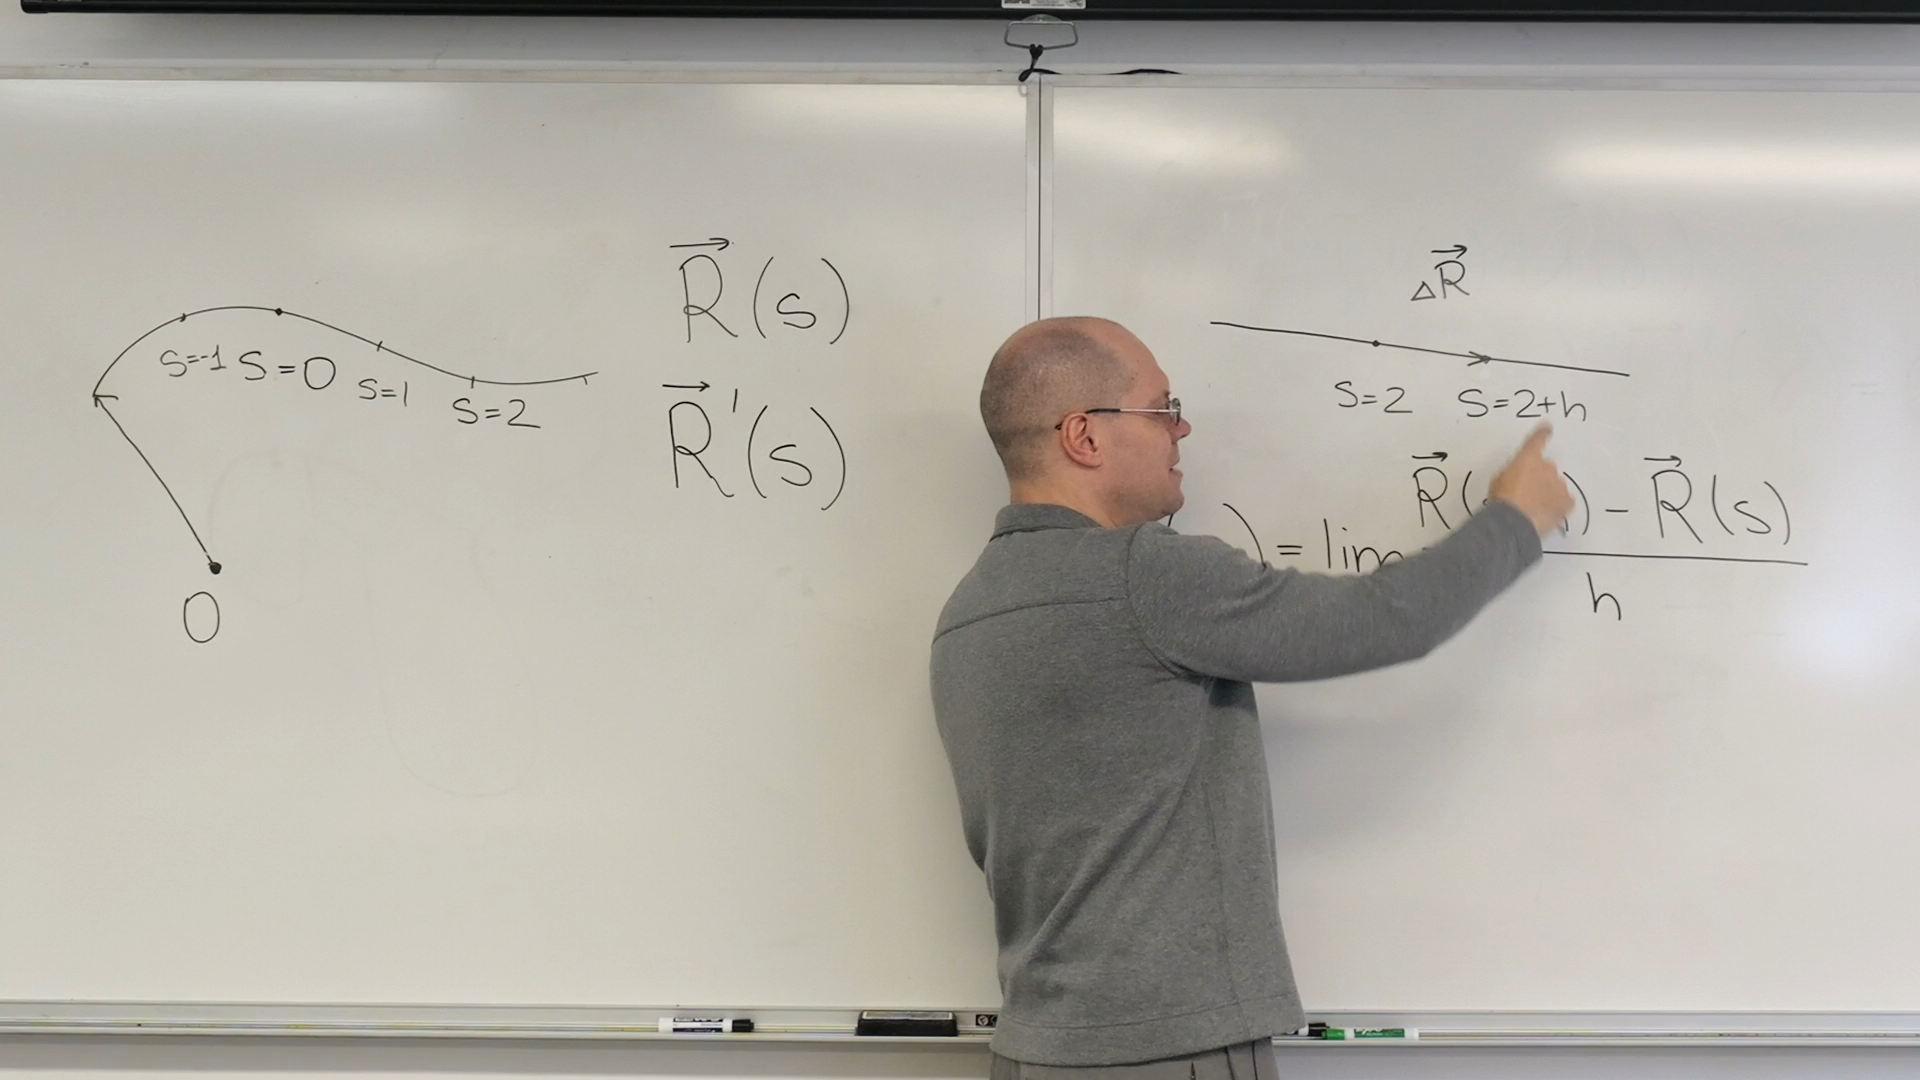 R⃗(s)
R⃗'(s)
S=-1 S=0 S=1 S=2
O
ΔR⃗
S=2 S=2+h
) = lim R⃗( ) - R⃗(s)
h